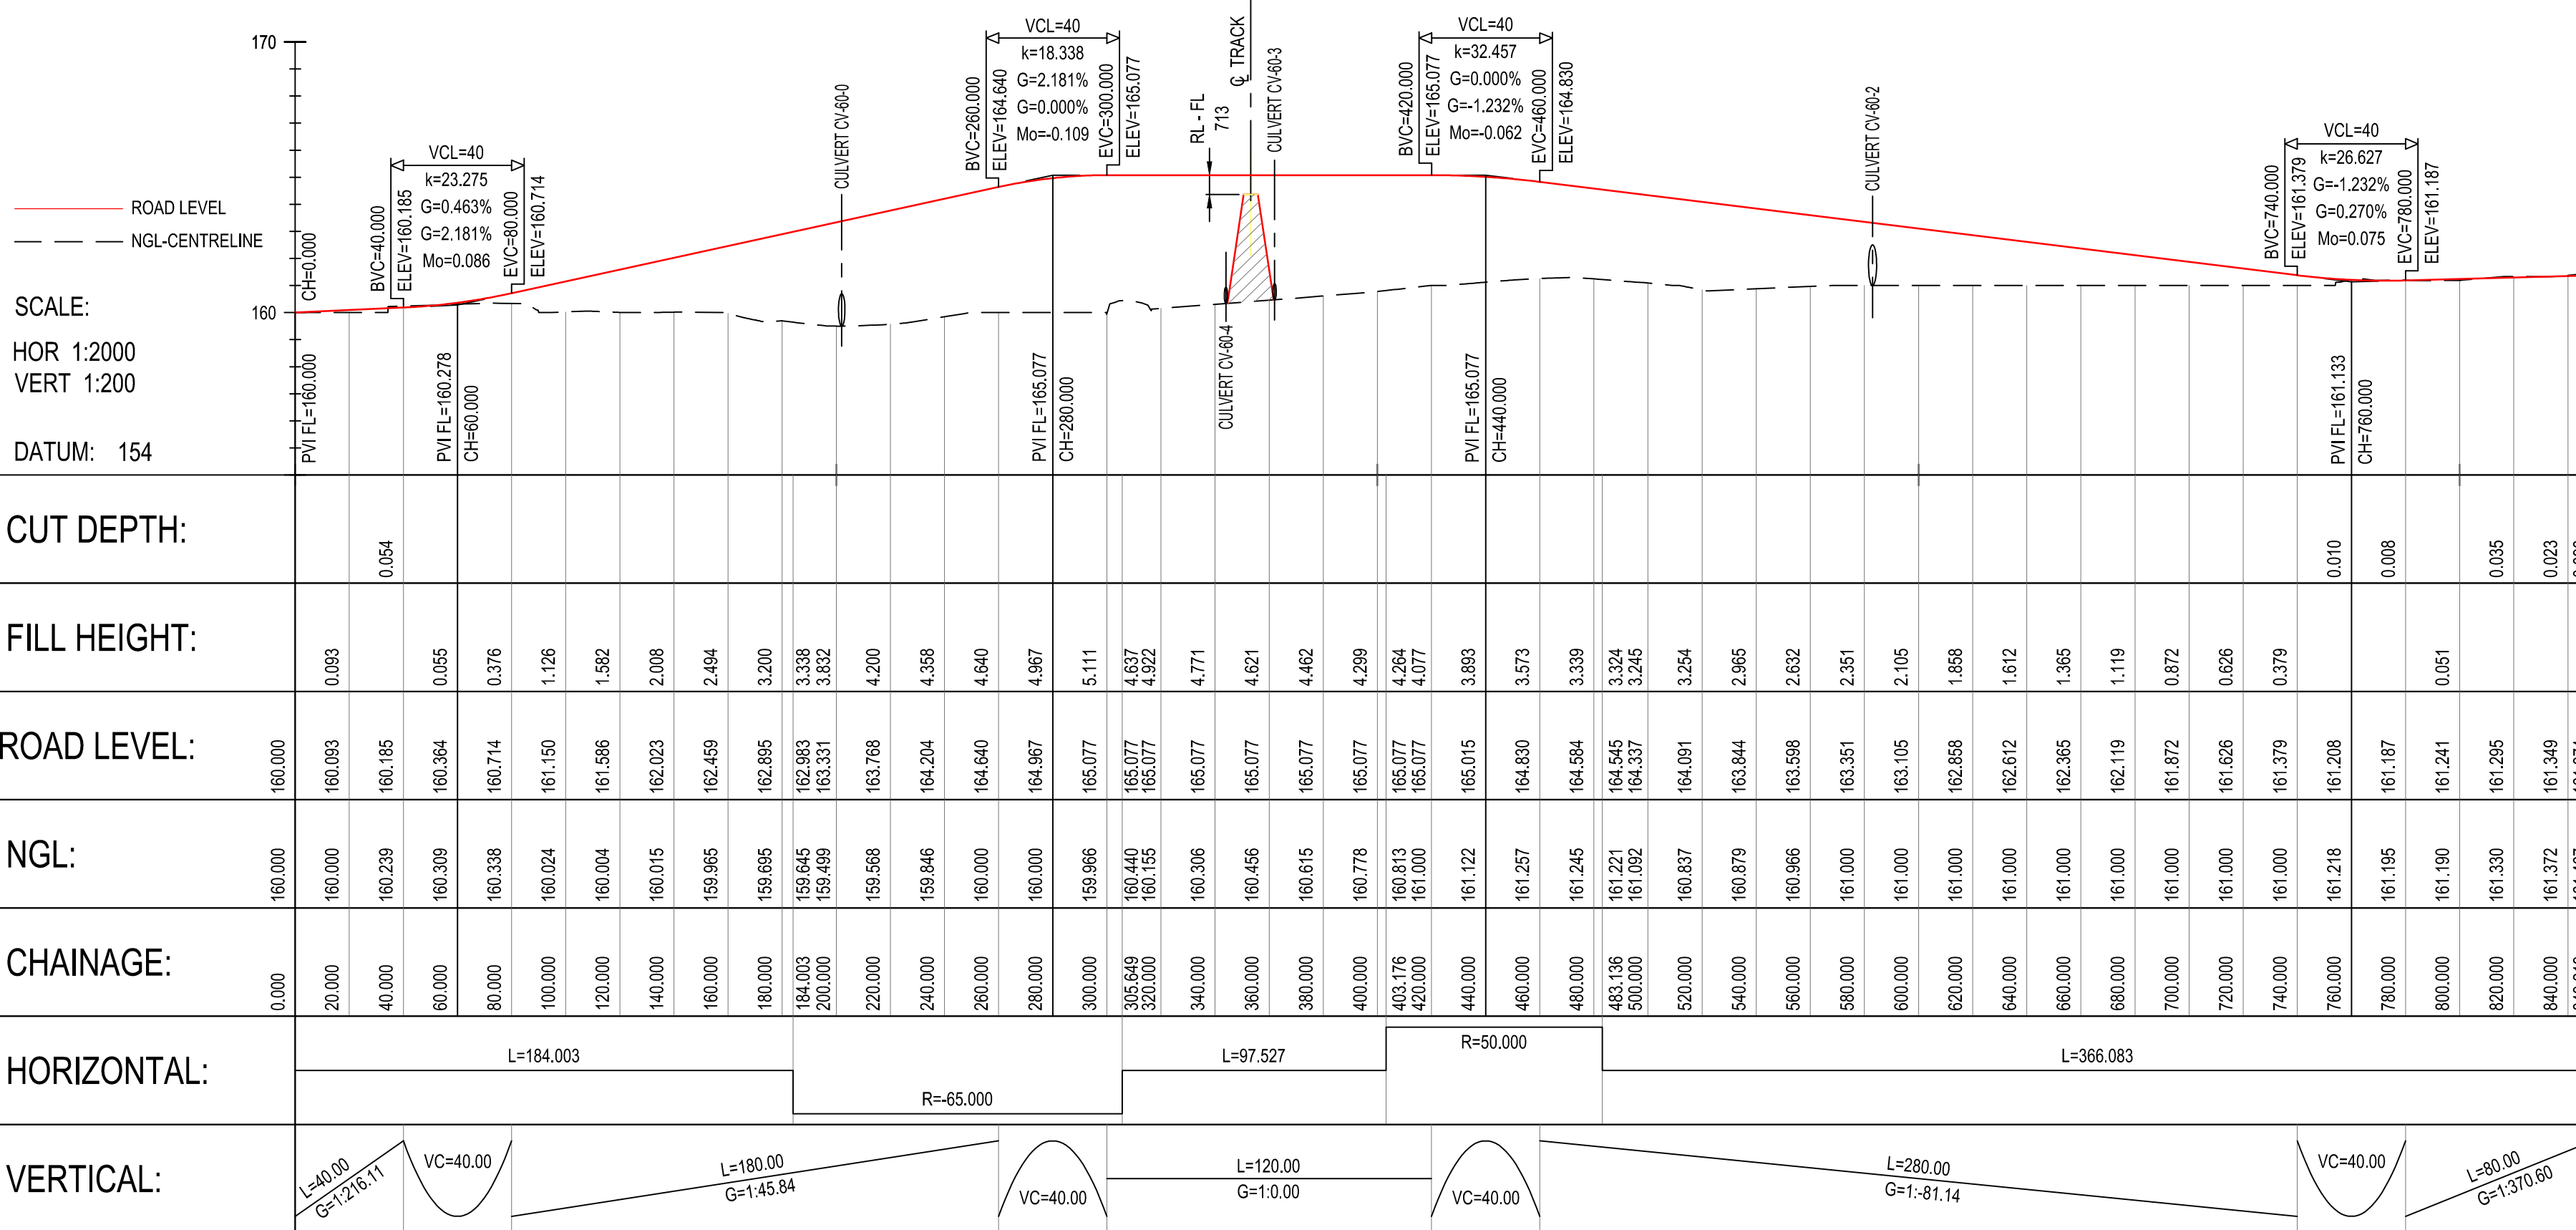 170
160
ROAD LEVEL
NGL-CENTRELINE
SCALE:
HOR 1:2000
VERT 1:200
DATUM: 154
CH=0.000
PVI FL=160.000
VCL=40
k=23.275
G=0.463%
G=2.181%
Mo=0.086
BVC=40.000
ELEV=160.185
EVC=80.000
ELEV=160.714
PVI FL=160.278
CH=60.000
CULVERT CV-60-0
VCL=40
k=18.338
G=2.181%
G=0.000%
Mo=-0.109
BVC=260.000
ELEV=164.640
EVC=300.000
ELEV=165.077
PVI FL=165.077
CH=280.000
RL - FL
713
CL TRACK
CULVERT CV-60-3
CULVERT CV-60-4
VCL=40
k=32.457
G=0.000%
G=-1.232%
Mo=-0.062
BVC=420.000
ELEV=165.077
EVC=460.000
ELEV=164.830
PVI FL=165.077
CH=440.000
CULVERT CV-60-2
VCL=40
k=26.627
G=-1.232%
G=0.270%
Mo=0.075
BVC=740.000
ELEV=161.379
EVC=780.000
ELEV=161.187
PVI FL=161.133
CH=760.000
CUT DEPTH:
0.054 0.010 0.008 0.035 0.023
FILL HEIGHT:
0.093 0.055 0.376 1.126 1.582 2.008 2.494 3.200 3.338 3.832 4.200 4.358 4.640 4.967 5.111 4.637 4.922 4.771 4.621 4.462 4.299 4.264 4.077 3.893 3.573 3.339 3.324 3.245 3.254 2.965 2.632 2.351 2.105 1.858 1.612 1.365 1.119 0.872 0.626 0.379 0.051
ROAD LEVEL:
160.000 160.093 160.185 160.364 160.714 161.150 161.586 162.023 162.459 162.895 162.983 163.331 163.768 164.204 164.640 164.967 165.077 165.077 165.077 165.077 165.077 165.077 165.077 165.077 165.077 165.015 164.830 164.584 164.545 164.337 164.091 163.844 163.598 163.351 163.105 162.858 162.612 162.365 162.119 161.872 161.626 161.379 161.208 161.187 161.241 161.295 161.349
NGL:
160.000 160.000 160.239 160.309 160.338 160.024 160.004 160.015 159.965 159.695 159.645 159.499 159.568 159.846 160.000 160.000 159.966 160.440 160.155 160.306 160.456 160.615 160.778 160.813 161.000 161.122 161.257 161.245 161.221 161.092 160.837 160.879 160.966 161.000 161.000 161.000 161.000 161.000 161.000 161.000 161.000 161.000 161.218 161.195 161.190 161.330 161.372
CHAINAGE:
0.000 20.000 40.000 60.000 80.000 100.000 120.000 140.000 160.000 180.000 184.003 200.000 220.000 240.000 260.000 280.000 300.000 305.649 320.000 340.000 360.000 380.000 400.000 403.176 420.000 440.000 460.000 480.000 483.136 500.000 520.000 540.000 560.000 580.000 600.000 620.000 640.000 660.000 680.000 700.000 720.000 740.000 760.000 780.000 800.000 820.000 840.000
HORIZONTAL:
L=184.003
R=-65.000
L=97.527
R=50.000
L=366.083
VERTICAL:
L=40.00
G=1:216.11
VC=40.00
L=180.00
G=1:45.84
VC=40.00
L=120.00
G=1:0.00
VC=40.00
L=280.00
G=1:-81.14
VC=40.00
L=80.00
G=1:370.60